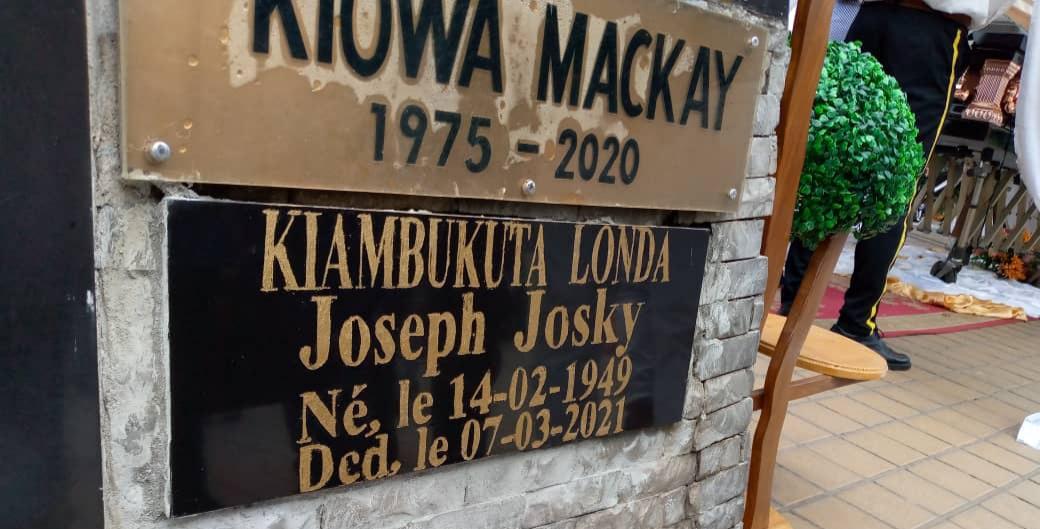 KIOWA MACKAY
1975 - 2020
KIAMBUKUTA LONDA
Joseph Josky
Né, le 14-02-1949
Dcd, le 07-03-2021